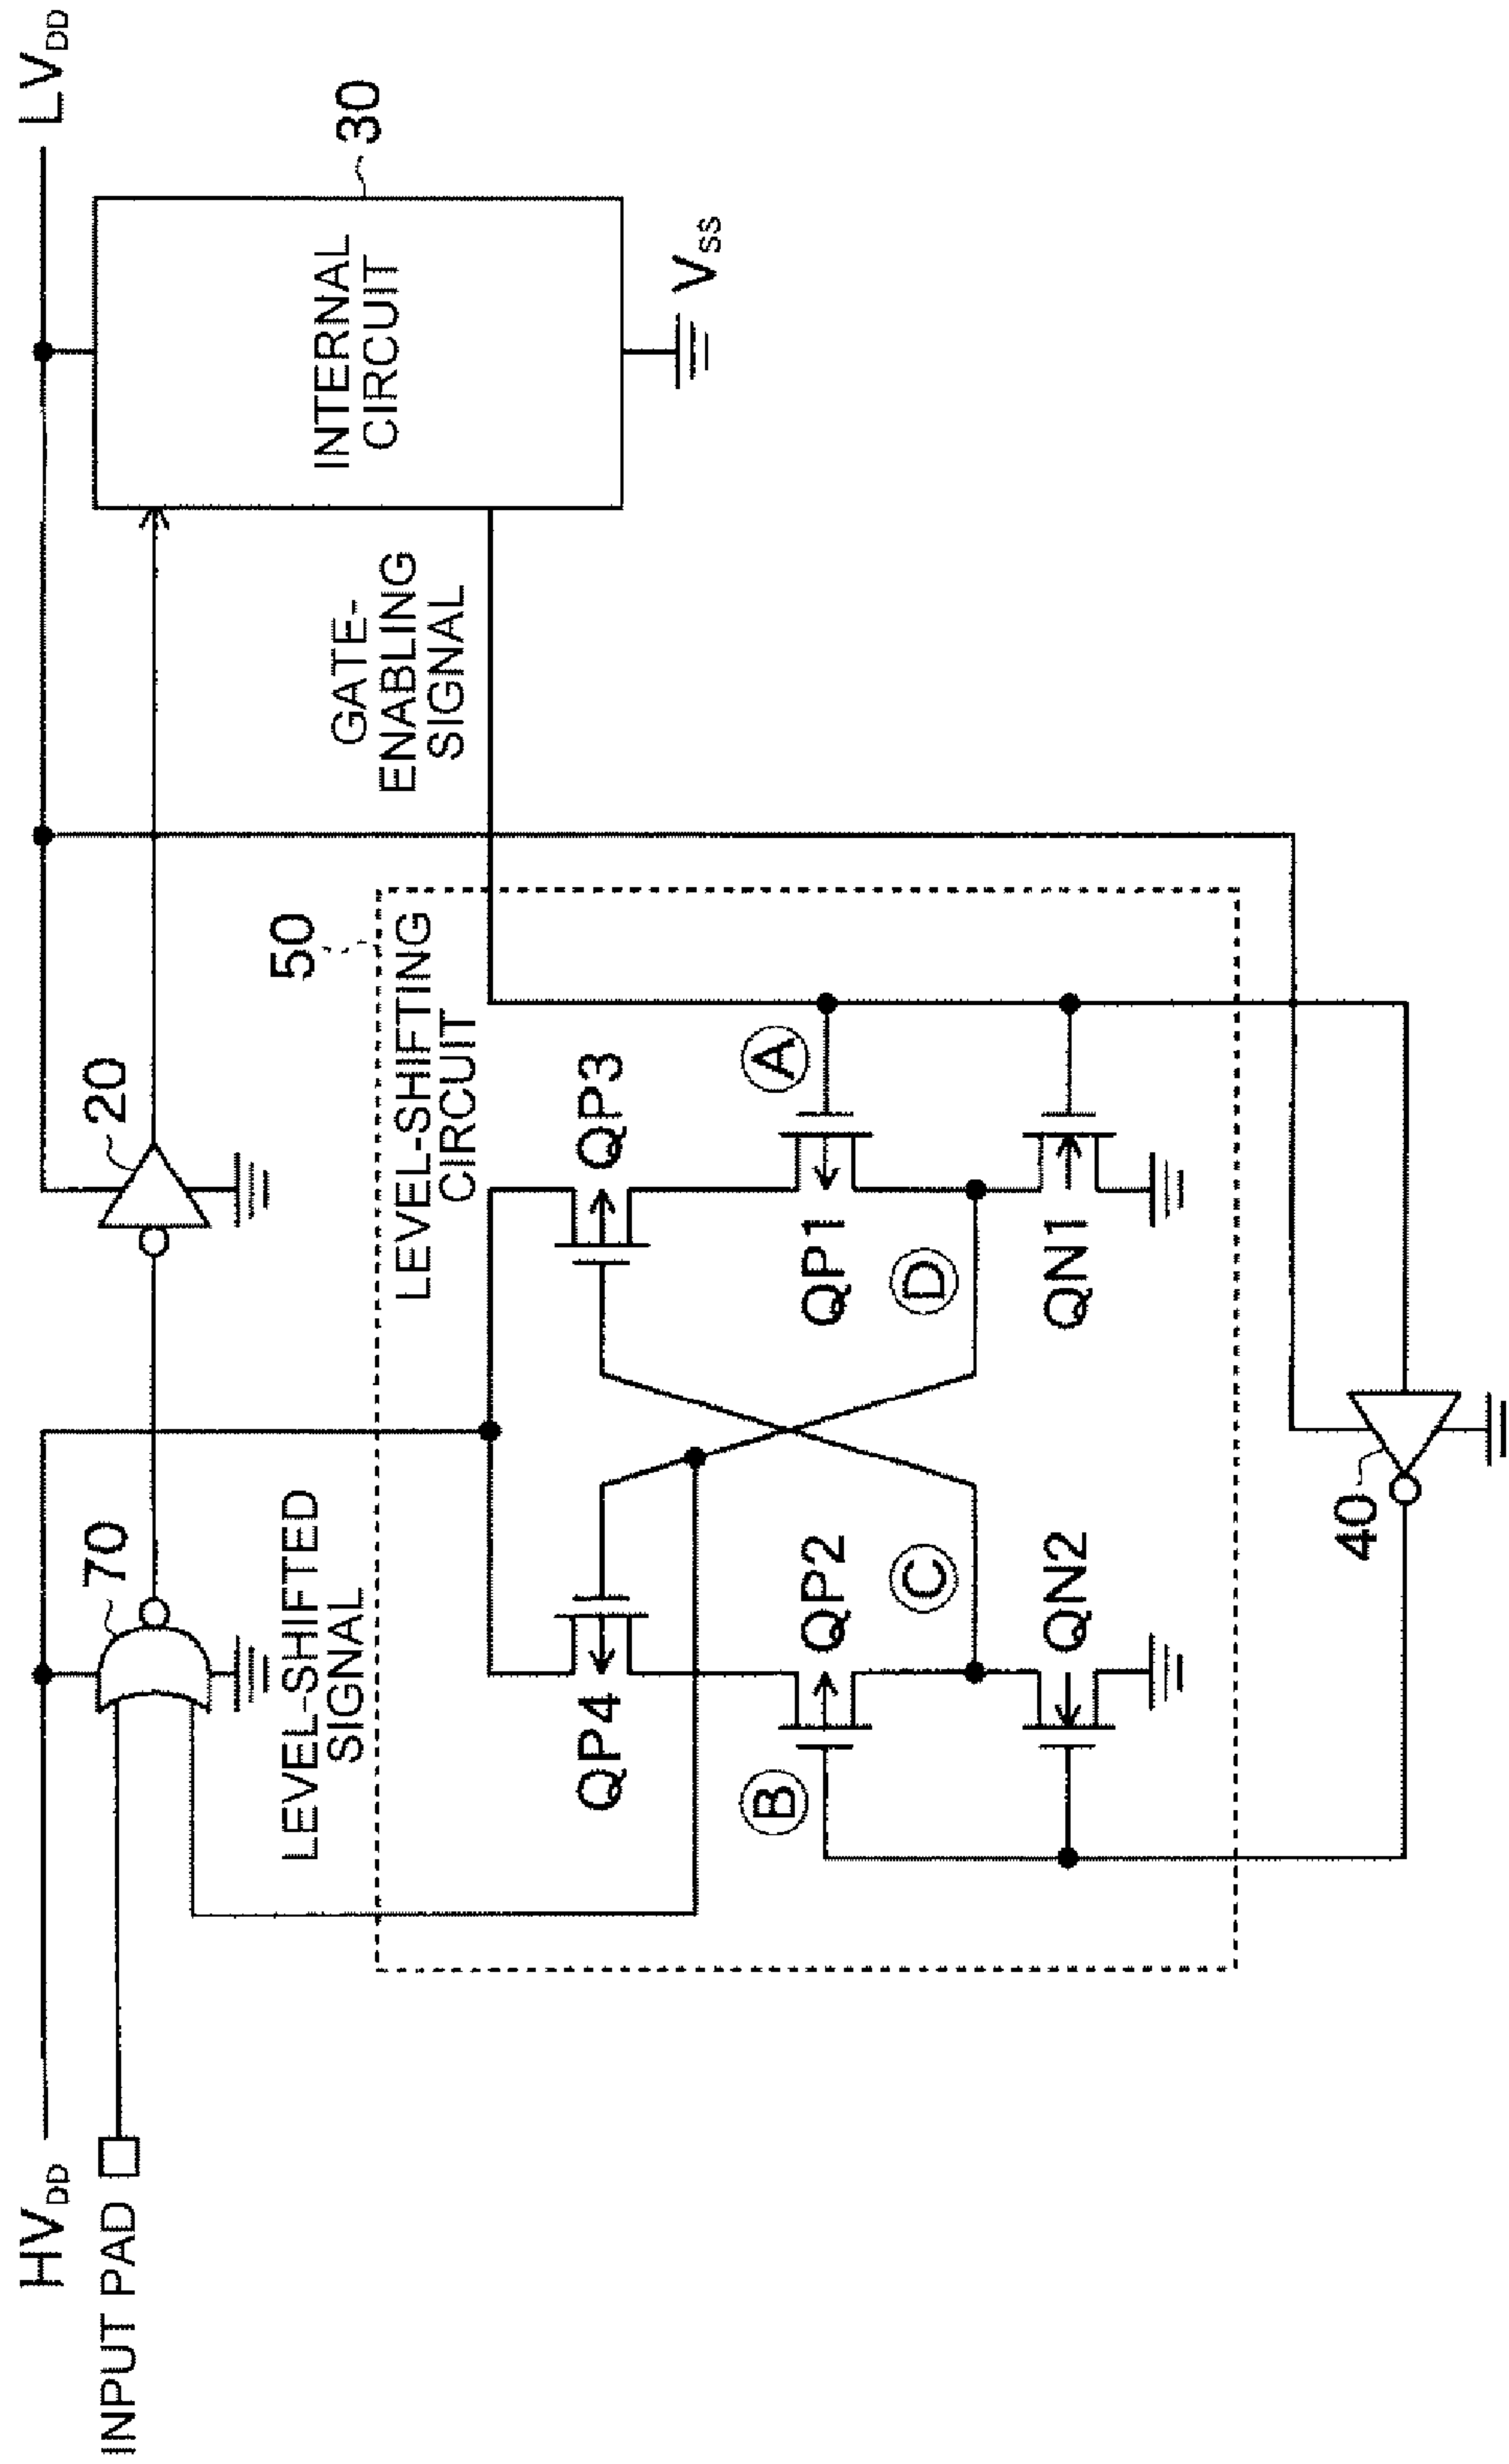 HVDD
INPUT PAD
70
20
LVDD
INTERNAL
CIRCUIT
30
VSS
LEVEL-SHIFTED
SIGNAL
50
LEVEL-SHIFTING
CIRCUIT
GATE-
ENABLING
SIGNAL
QP4
QP3
B
QP2
QP1
A
C
D
QN2
QN1
40